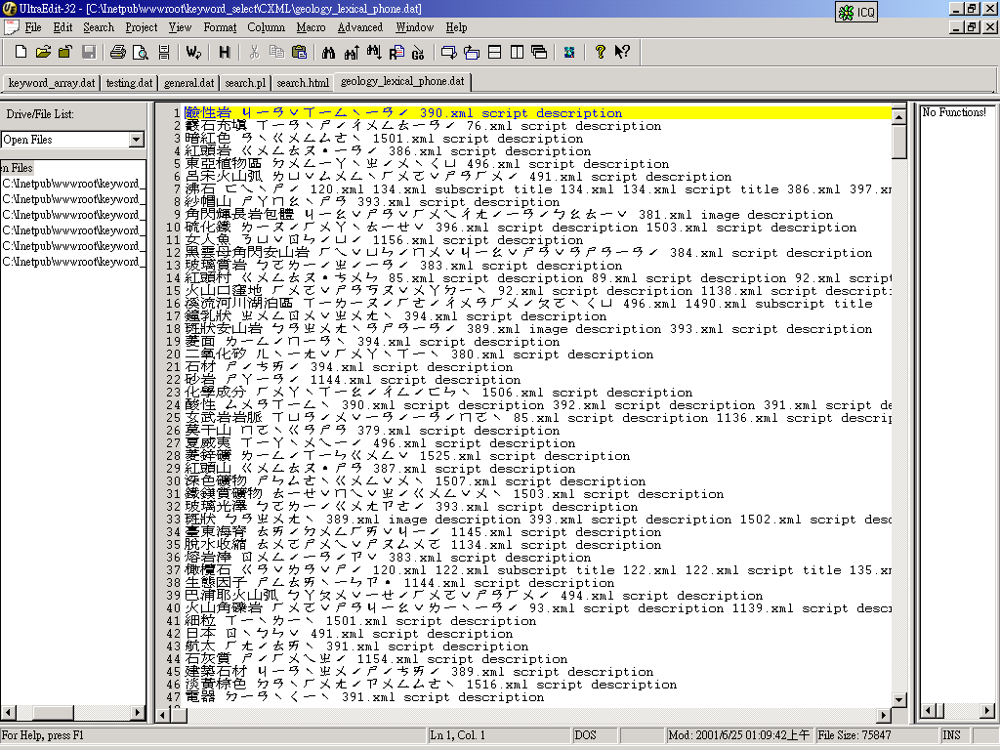 UltraEdit-32 - [C:\Inetpub\wwwroot\keyword_select\CXML\geology_lexical_phone.dat]
ICQ
File Edit Search Project View Format Column Macro Advanced Window Help
keyword_array.dat testing.dat general.dat search.pl search.html geology_lexical_phone.dat
Drive/File List:
Open Files
n Files
C:\Inetpub\wwwroot\keyword_
C:\Inetpub\wwwroot\keyword_
C:\Inetpub\wwwroot\keyword_
C:\Inetpub\wwwroot\keyword_
C:\Inetpub\wwwroot\keyword_
C:\Inetpub\wwwroot\keyword_
1 鹼性岩 ㄐㄧㄢˇㄒㄧㄥˋㄧㄢˊ 390.xml script description
2 霰石充填 ㄒㄧㄢˋㄕˊㄔㄨㄥㄊㄧㄢˊ 76.xml script description
3 暗紅色 ㄢˋㄍㄨㄥㄙㄜˋ 1501.xml script description
4 紅頭岩 ㄍㄨㄥㄊㄡ˙ㄧㄢˊ 386.xml script description
5 東亞植物區 ㄉㄨㄥㄧㄚˋㄓˊㄨˋㄑㄩ 496.xml script description
6 呂宋火山弧 ㄌㄩˇㄙㄨㄥˋㄏㄨㄛˇㄕㄢㄏㄨˊ 491.xml script description
7 沸石 ㄈㄟˋㄕˊ 120.xml 134.xml subscript title 134.xml 134.xml script title 386.xml 397.x
8 紗帽山 ㄕㄚㄇㄠˋㄕㄢ 393.xml script description
9 角閃輝長岩包體 ㄐㄧㄠˇㄕㄢˇㄏㄨㄟㄔㄤˊㄧㄢˊㄅㄠㄊㄧˇ 381.xml image description
10 硫化鐵 ㄌㄧㄡˊㄏㄨㄚˋㄊㄧㄝˇ 396.xml script description 1503.xml script description
11 女人魚 ㄋㄩˇㄖㄣˊㄩˊ 1156.xml script description
12 黑雲母角閃安山岩 ㄏㄟˋㄩㄣˊㄇㄨˇㄐㄧㄠˇㄕㄢˇㄢㄕㄢㄧㄢˊ 384.xml script description
13 玻璃質岩 ㄅㄛㄌㄧˊㄓˊㄧㄢˊ 383.xml script description
14 紅頭村 ㄍㄨㄥㄊㄡ˙ㄘㄨㄣ 85.xml script description 89.xml script description 92.xml script
15 火山口窪地 ㄏㄨㄛˇㄕㄢㄎㄡˇㄨㄚㄉㄧˋ 92.xml script description 1138.xml script descripti
16 溪流河川湖泊區 ㄒㄧㄌㄧㄡˊㄏㄜˊㄔㄨㄢㄏㄨˊㄆㄛˋㄑㄩ 496.xml 1490.xml subscript title
17 鐘乳狀 ㄓㄨㄥㄖㄨˇㄓㄨㄤˋ 394.xml script description
18 斑狀安山岩 ㄅㄢㄓㄨㄤˋㄢㄕㄢㄧㄢˊ 389.xml image description 393.xml script description
19 菱面 ㄌㄧㄥˊㄇㄧㄢˋ 394.xml script description
20 二氧化矽 ㄦˋㄧㄤˇㄏㄨㄚˋㄒㄧˋ 380.xml script description
21 石材 ㄕˊㄘㄞˊ 394.xml script description
22 砂岩 ㄕㄚㄧㄢˊ 1144.xml script description
23 化學成分 ㄏㄨㄚˋㄒㄧㄠˊㄔㄥˊㄈㄣˋ 1506.xml script description
24 酸性 ㄙㄨㄢㄒㄧㄥˋ 390.xml script description 392.xml script description 391.xml script de
25 玄武岩岩脈 ㄒㄩㄢˊㄨˇㄧㄢˊㄧㄢˊㄇㄛˋ 85.xml script description 1136.xml script descrip
26 莫干山 ㄇㄛˋㄍㄢㄕㄢ 379.xml script description
27 夏威夷 ㄒㄧㄚˋㄨㄟㄧˊ 496.xml script description
28 菱鋅礦 ㄌㄧㄥˊㄒㄧㄣㄍㄨㄥˇ 1525.xml script description
29 紅頭山 ㄍㄨㄥㄊㄡ˙ㄕㄢ 387.xml script description
30 深色礦物 ㄕㄣㄙㄜˋㄍㄨㄥˇㄨˋ 1507.xml script description
31 鐵鎂質礦物 ㄊㄧㄝˇㄇㄟˇㄓˊㄍㄨㄥˇㄨˋ 1503.xml script description
32 玻璃光澤 ㄅㄛㄌㄧˊㄍㄨㄤㄗㄜˊ 393.xml script description
33 斑狀 ㄅㄢㄓㄨㄤˋ 389.xml image description 393.xml script description 1502.xml script des
34 臺東海脊 ㄊㄞˊㄉㄨㄥㄏㄞˇㄐㄧˊ 1145.xml script description
35 脫水收縮 ㄊㄨㄛㄕㄨㄟˇㄕㄡㄙㄨㄛ 1134.xml script description
36 熔岩滓 ㄖㄨㄥˊㄧㄢˊㄗˇ 383.xml script description
37 橄欖石 ㄍㄢˇㄌㄢˇㄕˊ 120.xml 122.xml subscript title 122.xml 122.xml script title 135.xm
38 生態因子 ㄕㄥㄊㄞˋㄧㄣㄗ˙ 1144.xml script description
39 巴浦耶火山弧 ㄅㄚㄆㄨˇㄧㄝˊㄏㄨㄛˇㄕㄢㄏㄨˊ 494.xml script description
40 火山角礫岩 ㄏㄨㄛˇㄕㄢㄐㄧㄠˇㄌㄧˋㄧㄢˊ 93.xml script description 1139.xml script desc
41 細粒 ㄒㄧˋㄌㄧˋ 1501.xml script description
42 日本 ㄖˋㄅㄣˇ 491.xml script description
43 航太 ㄏㄤˊㄊㄞˋ 391.xml script description
44 石灰質 ㄕˊㄏㄨㄟㄓˊ 1154.xml script description
45 建築石材 ㄐㄧㄢˋㄓㄨˊㄕˊㄘㄞˊ 389.xml script description
46 淡黃棕色 ㄉㄢˋㄏㄨㄤˊㄗㄨㄥㄙㄜˋ 1516.xml script description
47 電器 ㄉㄧㄢˋㄑㄧˋ 391.xml script description
No Functions!
For Help, press F1 Ln 1, Col. 1 DOS Mod: 2001/6/25 01:09:42上午 File Size: 75847 INS